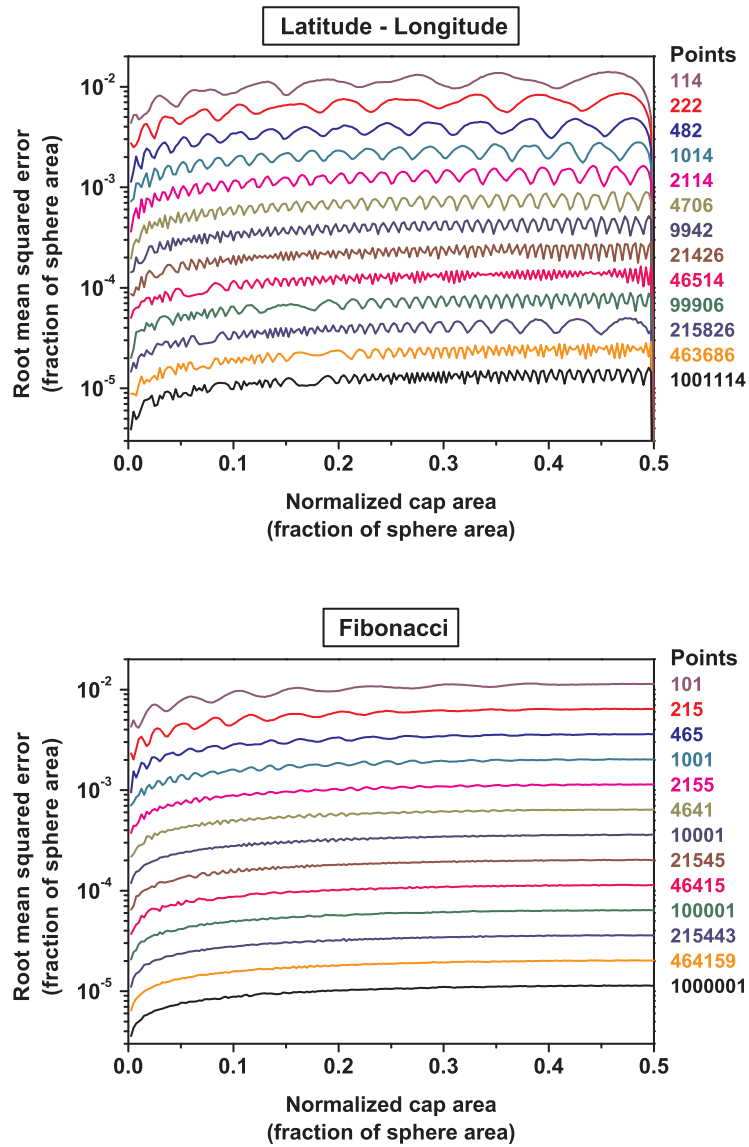 Latitude - Longitude
Root mean squared error
(fraction of sphere area)
10-2
10-3
10-4
10-5
0.0 0.1 0.2 0.3 0.4 0.5
Normalized cap area
(fraction of sphere area)
Points
114
222
482
1014
2114
4706
9942
21426
46514
99906
215826
463686
1001114
Fibonacci
Root mean squared error
(fraction of sphere area)
10-2
10-3
10-4
10-5
0.0 0.1 0.2 0.3 0.4 0.5
Normalized cap area
(fraction of sphere area)
Points
101
215
465
1001
2155
4641
10001
21545
46415
100001
215443
464159
1000001